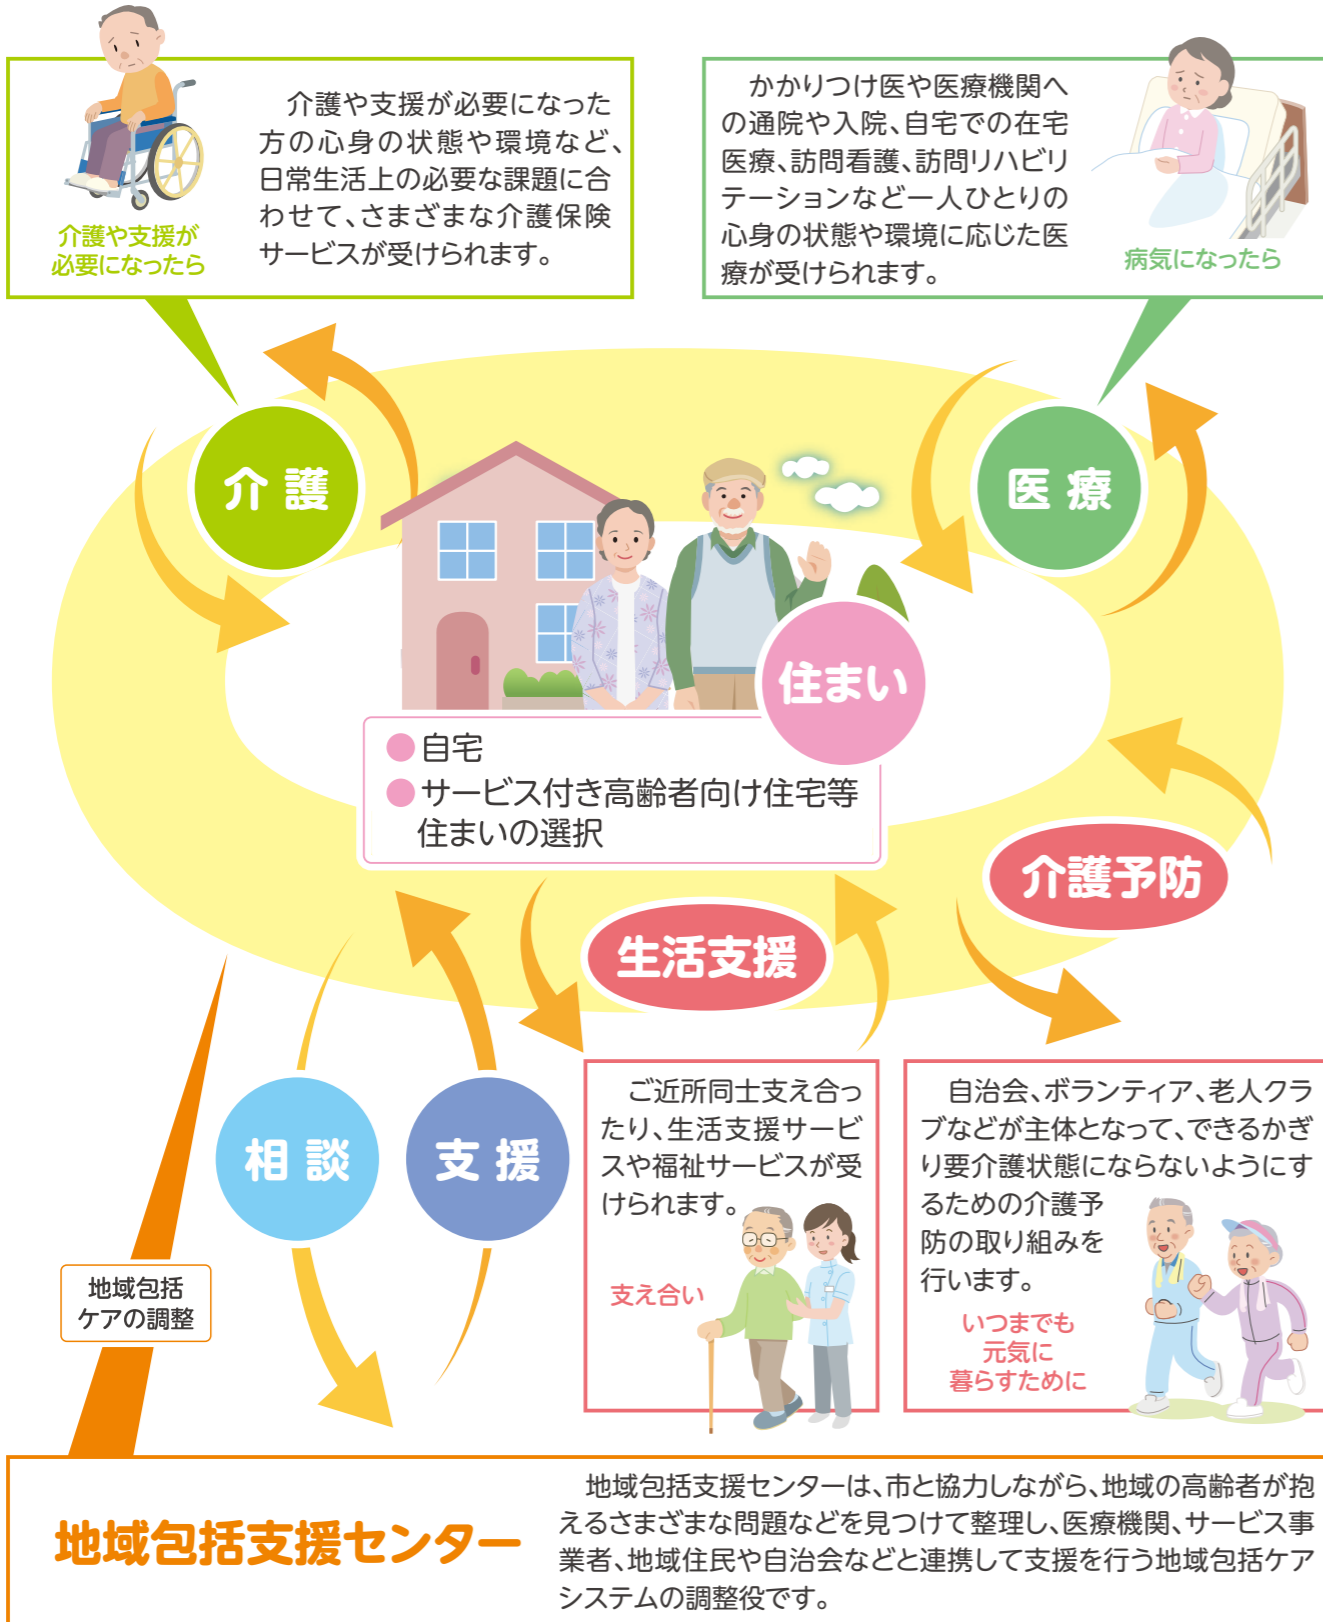 介護や支援が必要になった
方の心身の状態や環境など、
日常生活上の必要な課題に合
わせて、さまざまな介護保険
サービスが受けられます。
介護や支援が
必要になったら
かかりつけ医や医療機関へ
の通院や入院、自宅での在宅
医療、訪問看護、訪問リハビリ
テーションなど一人ひとりの
心身の状態や環境に応じた医
療が受けられます。
病気になったら
介護
医療
住まい
●自宅
●サービス付き高齢者向け住宅等
住まいの選択
介護予防
生活支援
相談
支援
ご近所同士支え合っ
たり、生活支援サービ
スや福祉サービスが受
けられます。
支え合い
自治会、ボランティア、老人クラ
ブなどが主体となって、できるかぎ
り要介護状態にならないようにす
るための介護予
防の取り組みを
行います。
いつまでも
元気に
暮らすために
地域包括
ケアの調整
地域包括支援センター
地域包括支援センターは、市と協力しながら、地域の高齢者が抱
えるさまざまな問題などを見つけて整理し、医療機関、サービス事
業者、地域住民や自治会などと連携して支援を行う地域包括ケア
システムの調整役です。